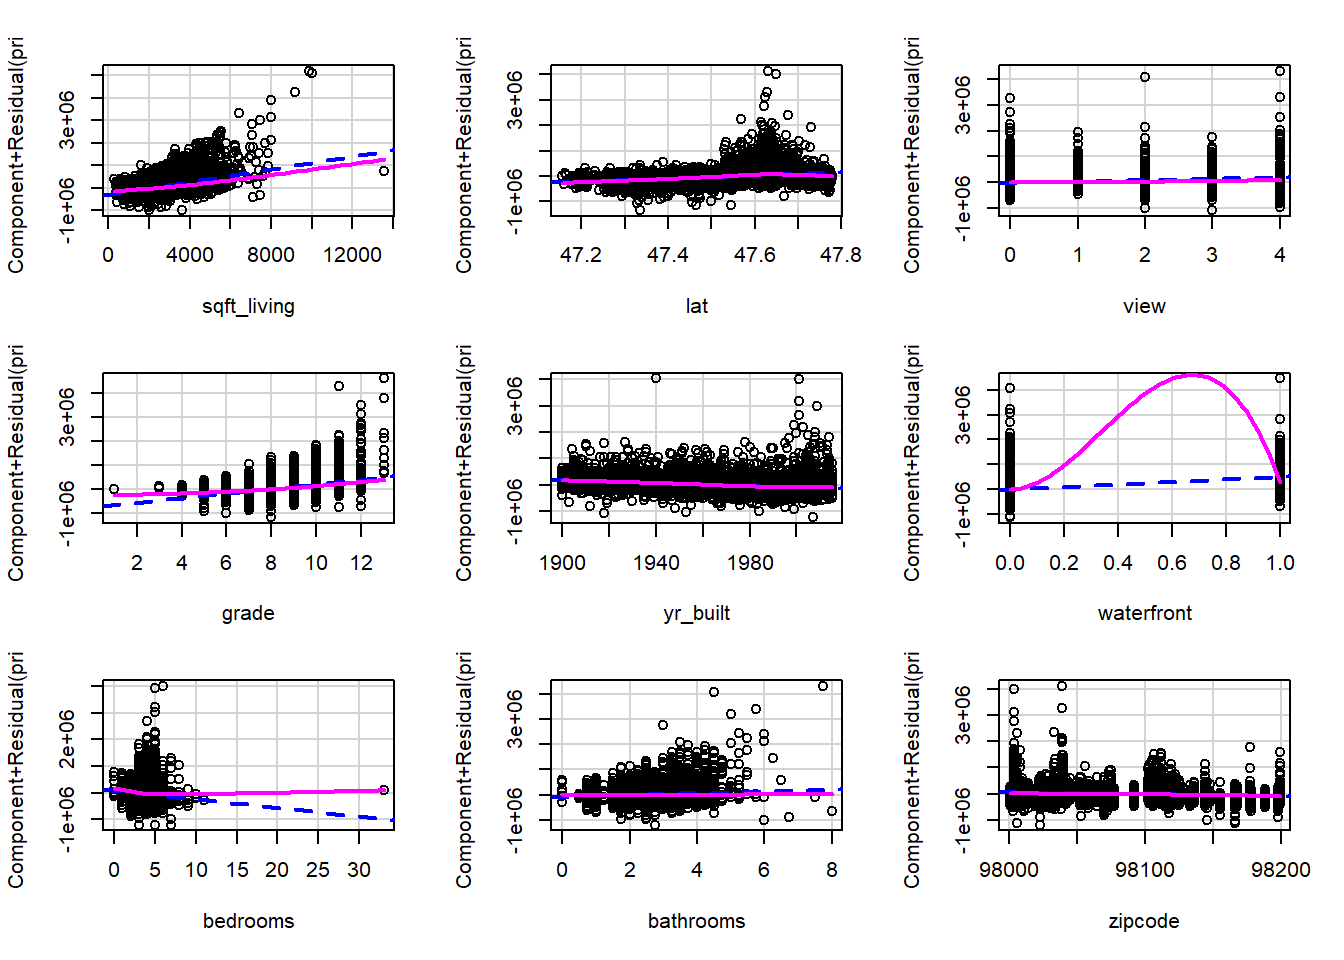 Component+Residual(pri
-1e+06 3e+06
0 4000 8000 12000
sqft_living
Component+Residual(pri
-1e+06 3e+06
47.2 47.4 47.6 47.8
lat
Component+Residual(pri
-1e+06 3e+06
0 1 2 3 4
view
Component+Residual(pri
-1e+06 3e+06
2 4 6 8 10 12
grade
Component+Residual(pri
-1e+06 3e+06
1900 1940 1980
yr_built
Component+Residual(pri
-1e+06 3e+06
0.0 0.2 0.4 0.6 0.8 1.0
waterfront
Component+Residual(pri
-1e+06 2e+06
0 5 10 15 20 25 30
bedrooms
Component+Residual(pri
-1e+06 3e+06
0 2 4 6 8
bathrooms
Component+Residual(pri
-1e+06 3e+06
98000 98100 98200
zipcode